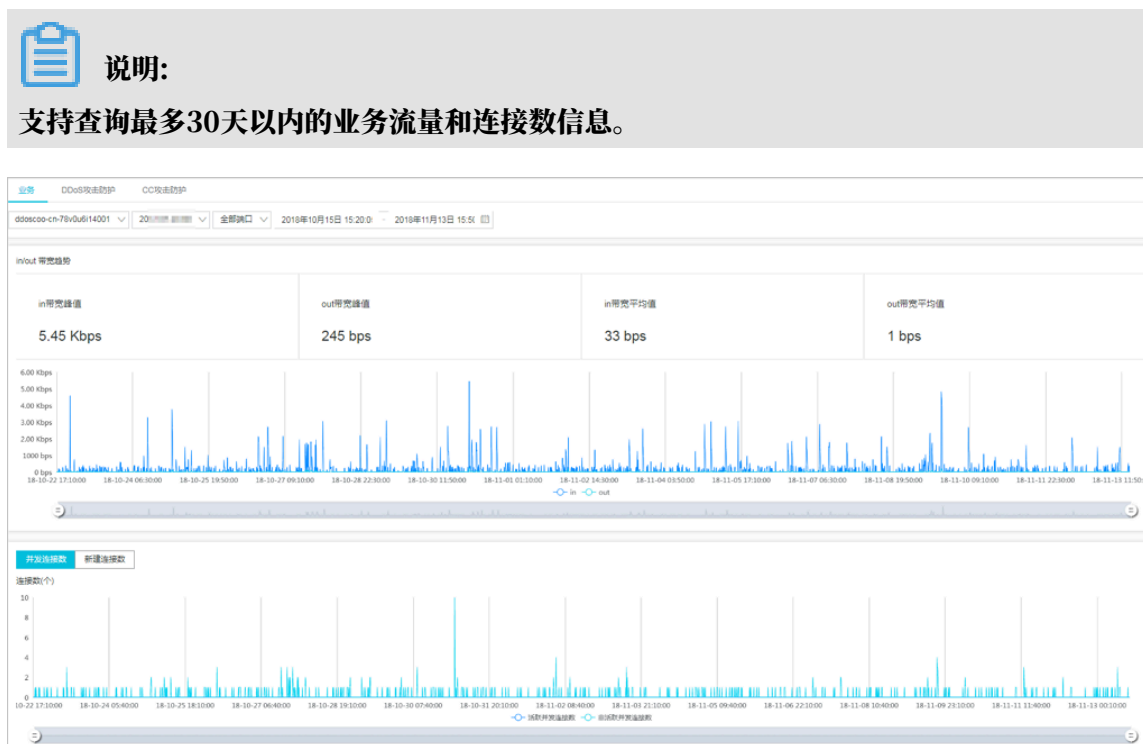 说明:
支持查询最多30天以内的业务流量和连接数信息。
业务 DDoS攻击防护 CC攻击防护
ddoscoo-cn-78v0u6i14001 20 全部端口 2018年10月15日 15:20:0 - 2018年11月13日 15:5(
in/out 带宽趋势
in带宽峰值 out带宽峰值 in带宽平均值 out带宽平均值
5.45 Kbps 245 bps 33 bps 1 bps
6.00 Kbps
5.00 Kbps
4.00 Kbps
3.00 Kbps
2.00 Kbps
1000 bps
0 bps
18-10-22 17:10:00 18-10-24 06:30:00 18-10-25 19:50:00 18-10-27 09:10:00 18-10-28 22:30:00 18-10-30 11:50:00 18-11-01 01:10:00 18-11-02 14:30:00 18-11-04 03:50:00 18-11-05 17:10:00 18-11-07 06:30:00 18-11-08 19:50:00 18-11-10 09:10:00 18-11-11 22:30:00 18-11-13 11:50:
in out
并发连接数 新建连接数
连接数(个)
10
8
6
4
2
0
10-22 17:10:00 18-10-24 05:40:00 18-10-25 18:10:00 18-10-27 06:40:00 18-10-28 19:10:00 18-10-30 07:40:00 18-10-31 20:10:00 18-11-02 08:40:00 18-11-03 21:10:00 18-11-05 09:40:00 18-11-06 22:10:00 18-11-08 10:40:00 18-11-09 23:10:00 18-11-11 11:40:00 18-11-13 00:10:00
活跃并发连接数 非活跃并发连接数